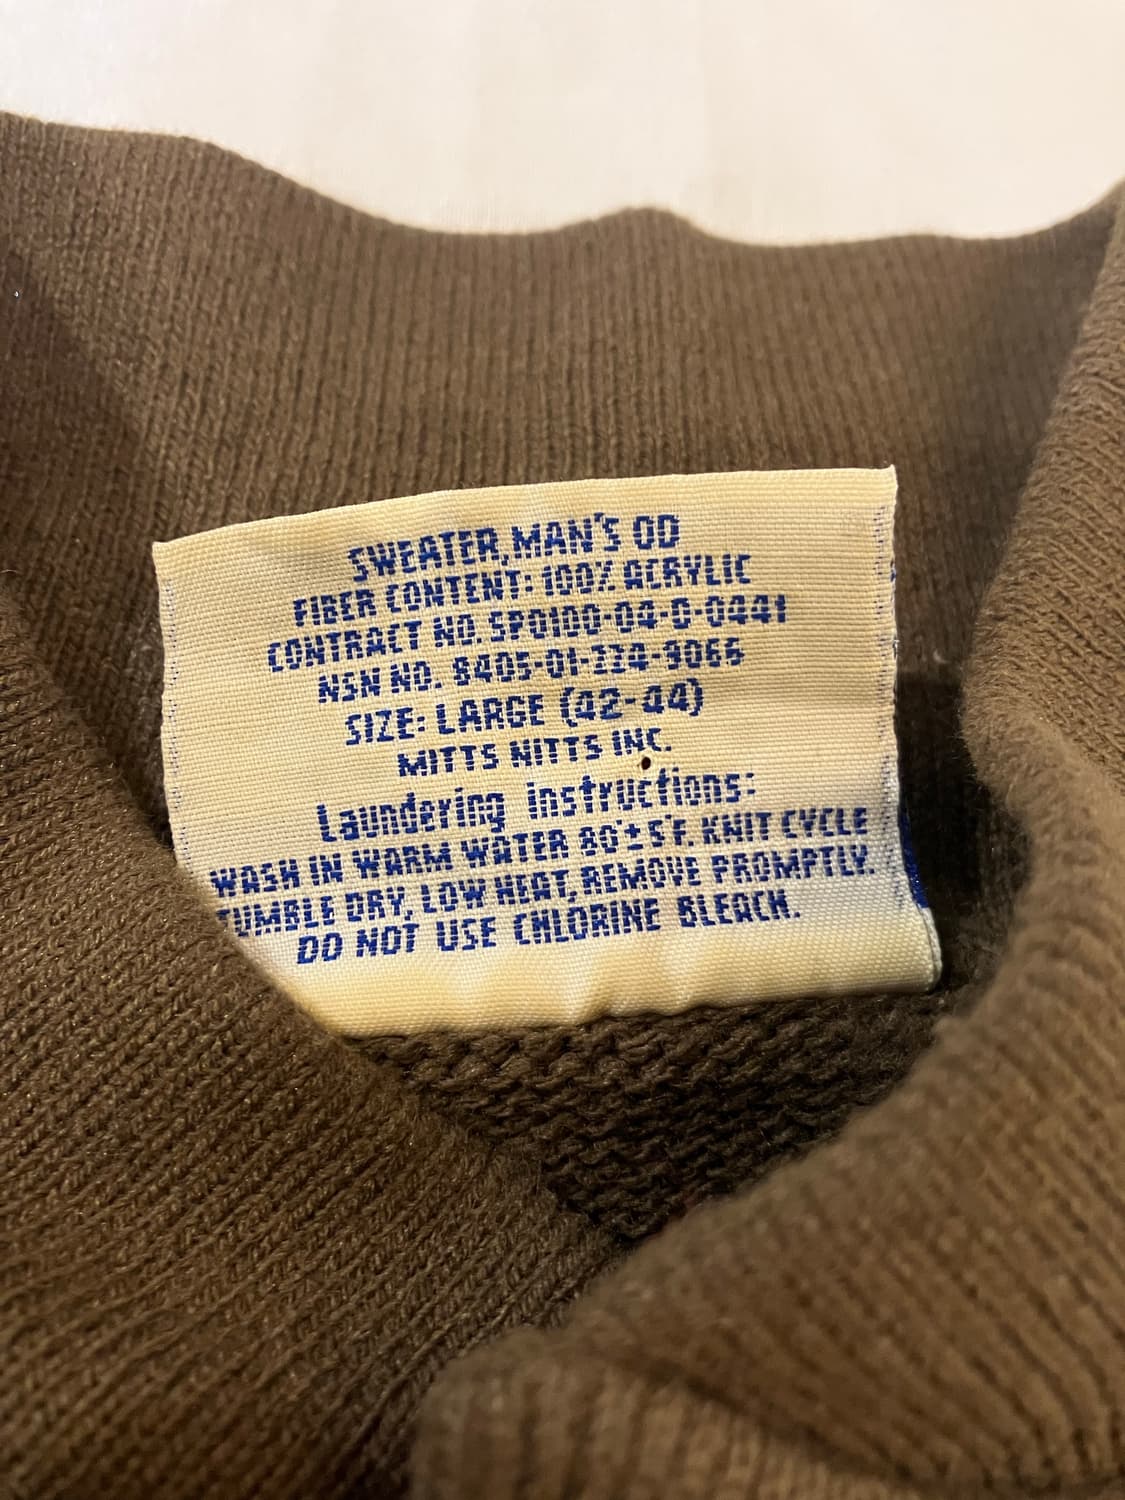 SWEATER, MAN'S OD
FIBER CONTENT: 100% ACRYLIC
CONTRACT NO. SP0100-04-D-0441
NSN NO. 8405-01-224-9066
SIZE: LARGE (42-44)
MITTS NITTS INC.
Laundering instructions:
WASH IN WARM WATER 80°±5°F. KNIT CYCLE
TUMBLE DRY, LOW HEAT, REMOVE PROMPTLY.
DO NOT USE CHLORINE BLEACH.